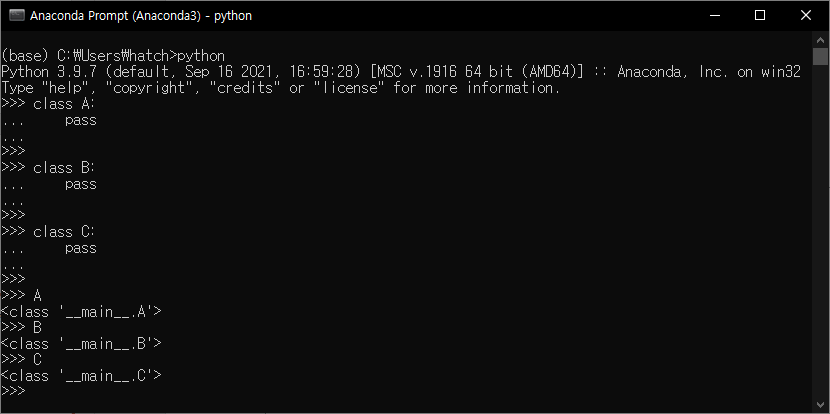 Anaconda Prompt (Anaconda3) - python
(base) C:₩Users₩hatch>python
Python 3.9.7 (default, Sep 16 2021, 16:59:28) [MSC v.1916 64 bit (AMD64)] :: Anaconda, Inc. on win32
Type "help", "copyright", "credits" or "license" for more information.
>>> class A:
...     pass
...
>>>
>>> class B:
...     pass
...
>>>
>>> class C:
...     pass
...
>>>
>>> A
<class '__main__.A'>
>>> B
<class '__main__.B'>
>>> C
<class '__main__.C'>
>>>